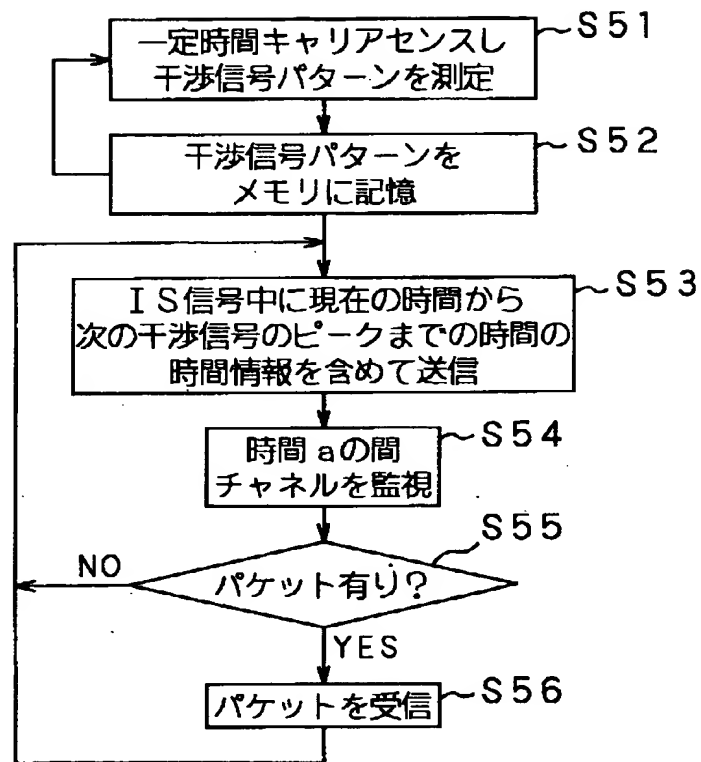 一定時間キャリアセンスし
干渉信号パターンを測定
S51
干渉信号パターンを
メモリに記憶
S52
IS信号中に現在の時間から
次の干渉信号のピークまでの時間の
時間情報を含めて送信
S53
時間aの間
チャネルを監視
S54
パケット有り?
S55
NO
YES
パケットを受信
S56